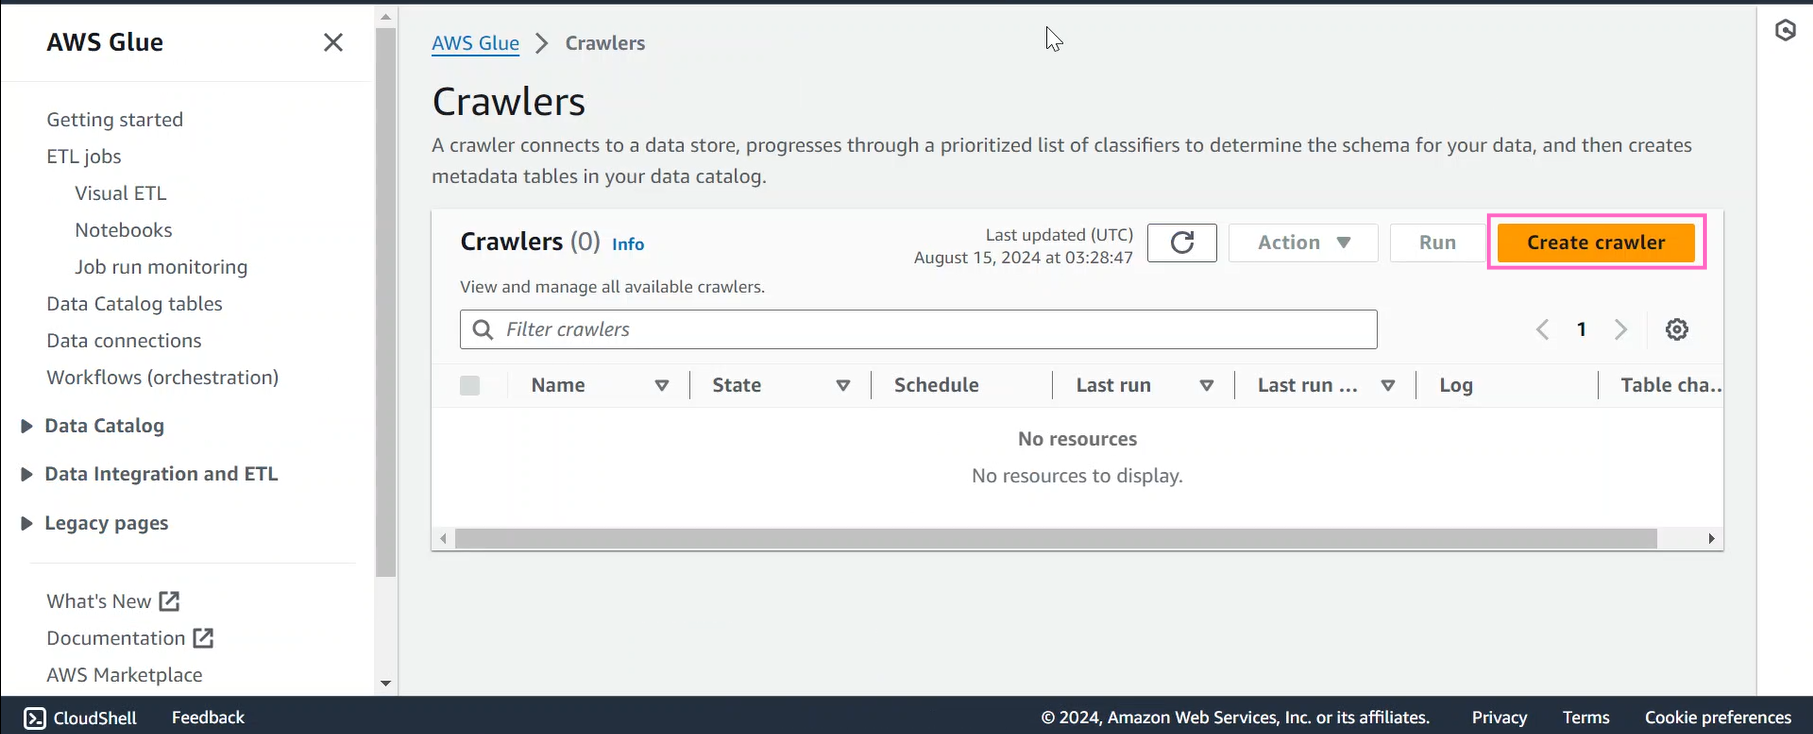 AWS Glue
Getting started
ETL jobs
Visual ETL
Notebooks
Job run monitoring
Data Catalog tables
Data connections
Workflows (orchestration)
Data Catalog
Data Integration and ETL
Legacy pages
What's New
Documentation
AWS Marketplace
AWS Glue > Crawlers
Crawlers
A crawler connects to a data store, progresses through a prioritized list of classifiers to determine the schema for your data, and then creates
metadata tables in your data catalog.
Crawlers (0) Info
Last updated (UTC)
August 15, 2024 at 03:28:47
Action
Run
Create crawler
View and manage all available crawlers.
Filter crawlers
1
Name State Schedule Last run Last run ... Log Table cha...
No resources
No resources to display.
CloudShell Feedback © 2024, Amazon Web Services, Inc. or its affiliates. Privacy Terms Cookie preferences